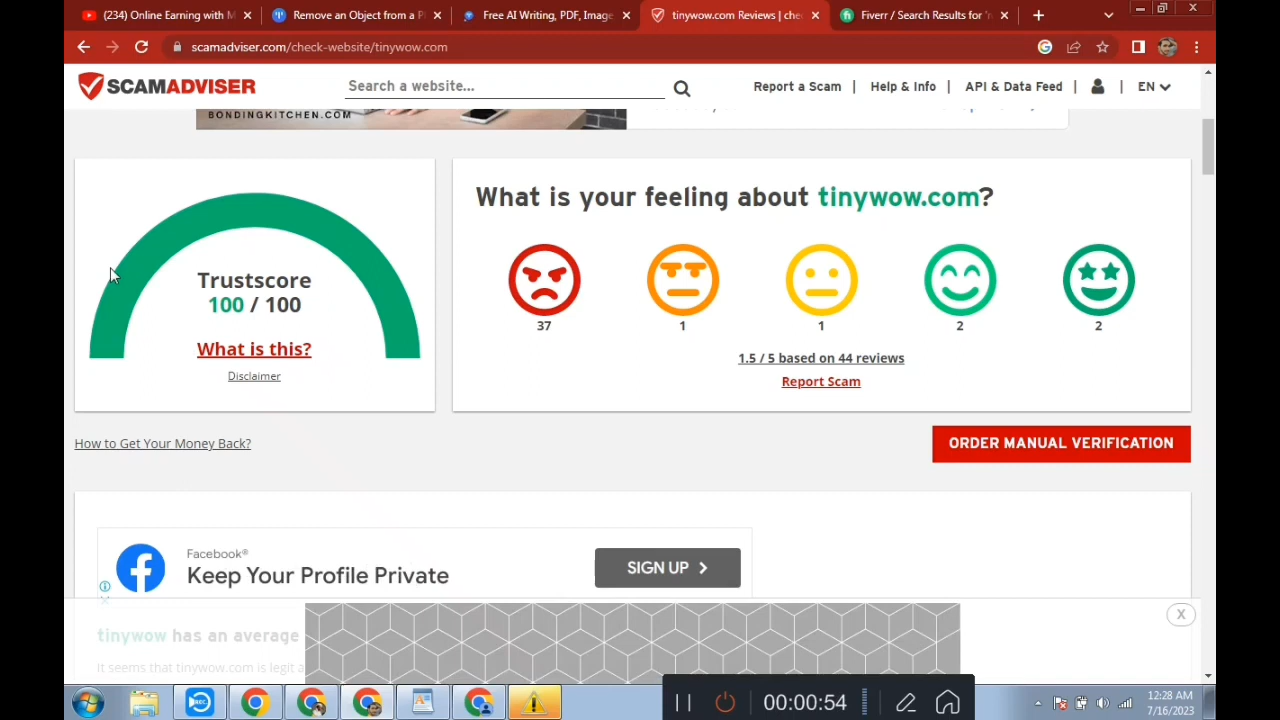 (234) Online Earning with M
Remove an Object from a P
Free AI Writing, PDF, Image
tinywow.com Reviews | che
Fiverr / Search Results for 'r
scamadviser.com/check-website/tinywow.com
SCAMADVISER
Search a website...
Report a Scam
Help & Info
API & Data Feed
EN
BONDINGKITCHEN.COM
Trustscore
100 / 100
What is this?
Disclaimer
What is your feeling about tinywow.com?
37
1
1
2
2
1.5 / 5 based on 44 reviews
Report Scam
How to Get Your Money Back?
ORDER MANUAL VERIFICATION
Facebook®
Keep Your Profile Private
SIGN UP
X
tinywow has an average
It seems that tinywow.com is legit a
REC
00:00:54
12:28 AM
7/16/2023